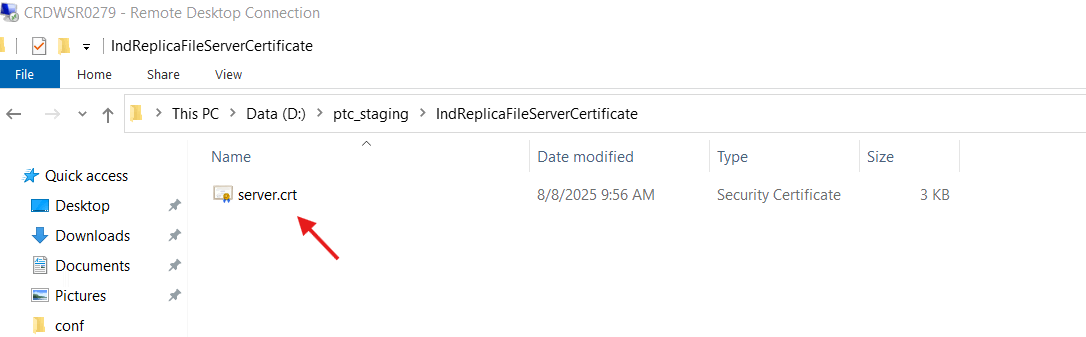 CRDWSR0279 - Remote Desktop Connection
IndReplicaFileServerCertificate
File Home Share View
This PC Data (D:) ptc_staging IndReplicaFileServerCertificate
Name Date modified Type Size
Quick access
server.crt 8/8/2025 9:56 AM Security Certificate 3 KB
Desktop
Downloads
Documents
Pictures
conf